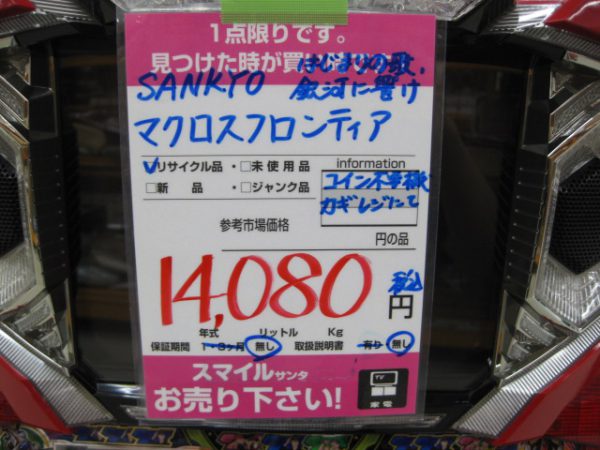 1点限りです。
見つけた時が買い
はじまりの歌、
SANKYO 銀河に響け
マクロスフロンティア
リサイクル品・□未使用品 information
□新品・□ジャンク品 コイン不要機
カギレジにて
参考市場価格
円の品
14,080円 税込
年式 リットル Kg
保証期間 1・3ヶ月 無し 取扱説明書 有り・無し
スマイルサンタ
お売り下さい!
TV
家電